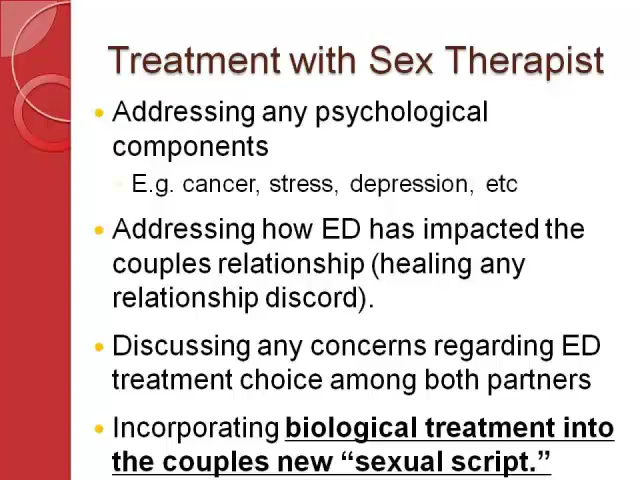 Treatment with Sex Therapist
Addressing any psychological
components
E.g. cancer, stress, depression, etc
Addressing how ED has impacted the
couples relationship (healing any
relationship discord).
Discussing any concerns regarding ED
treatment choice among both partners
Incorporating biological treatment into
the couples new “sexual script.”